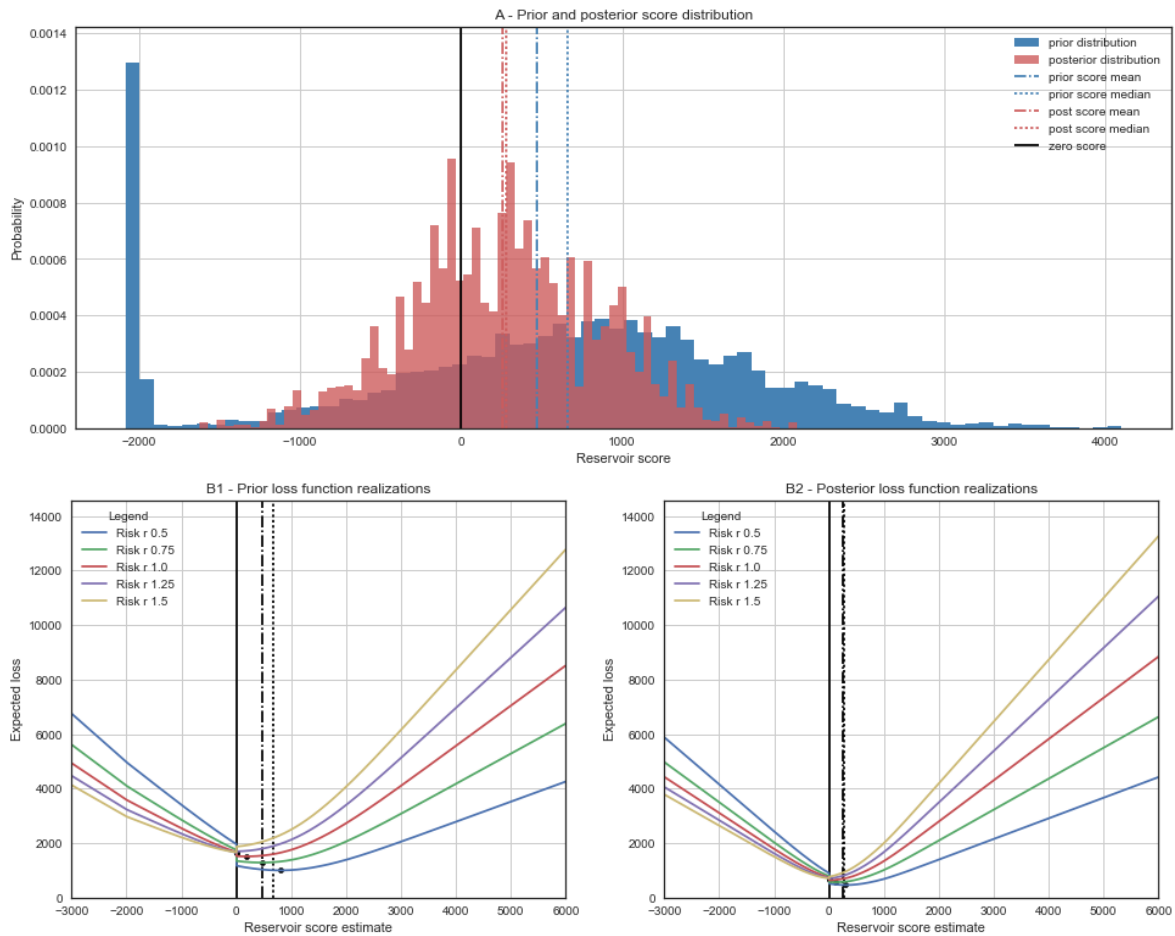 A - Prior and posterior score distribution
0.0014
0.0012
0.0010
0.0008
0.0006
0.0004
0.0002
0.0000
Probability
prior distribution
posterior distribution
prior score mean
prior score median
post score mean
post score median
zero score
−2000 −1000 0 1000 2000 3000 4000
Reservoir score
B1 - Prior loss function realizations
14000
12000
10000
8000
6000
4000
2000
0
Expected loss
Legend
Risk r 0.5
Risk r 0.75
Risk r 1.0
Risk r 1.25
Risk r 1.5
−3000 −2000 −1000 0 1000 2000 3000 4000 5000 6000
Reservoir score estimate
B2 - Posterior loss function realizations
14000
12000
10000
8000
6000
4000
2000
0
Expected loss
Legend
Risk r 0.5
Risk r 0.75
Risk r 1.0
Risk r 1.25
Risk r 1.5
−3000 −2000 −1000 0 1000 2000 3000 4000 5000 6000
Reservoir score estimate